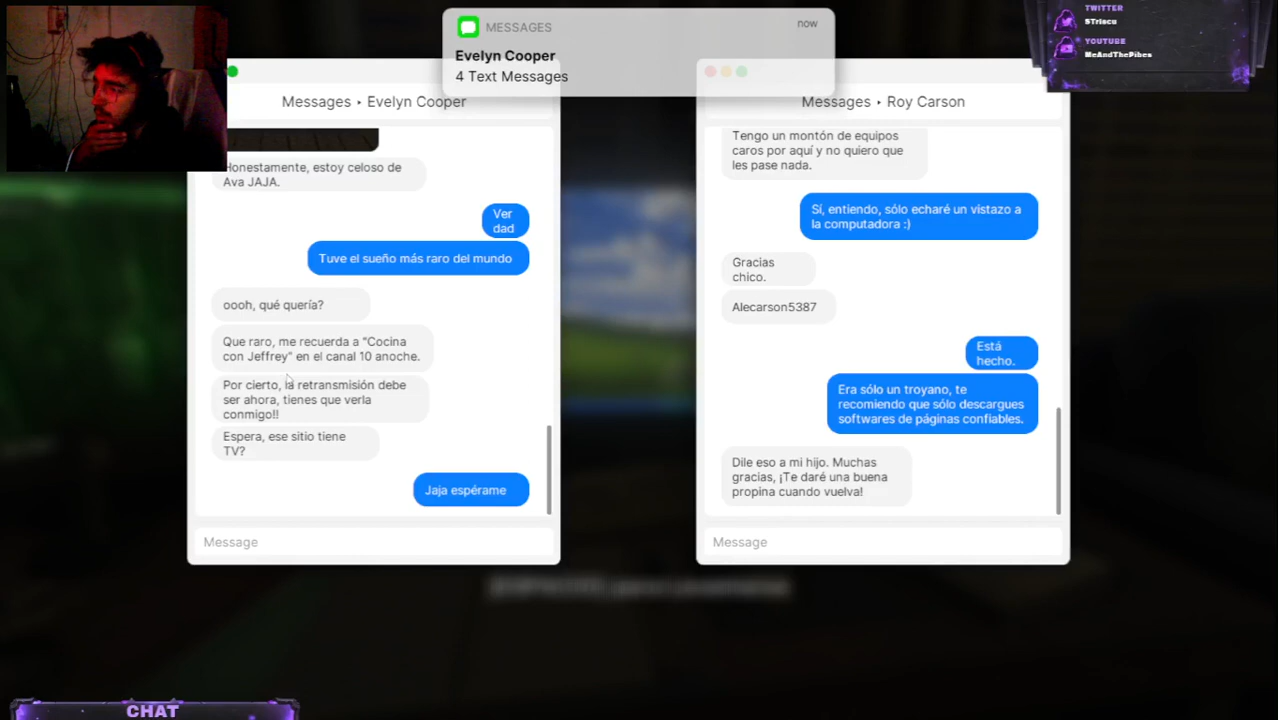 MESSAGES
now
Evelyn Cooper
4 Text Messages
TWITTER
STriscu
YOUTUBE
MeAndThePibes
Messages ▸ Evelyn Cooper
Honestamente, estoy celoso de
Ava JAJA.
Ver
dad
Tuve el sueño más raro del mundo
oooh, qué quería?
Que raro, me recuerda a "Cocina
con Jeffrey" en el canal 10 anoche.
Por cierto, la retransmisión debe
ser ahora, tienes que verla
conmigo!!
Espera, ese sitio tiene
TV?
Jaja espérame
Message
Messages ▸ Roy Carson
Tengo un montón de equipos
caros por aquí y no quiero que
les pase nada.
Sí, entiendo, sólo echaré un vistazo a
la computadora :)
Gracias
chico.
Alecarson5387
Está
hecho.
Era sólo un troyano, te
recomiendo que sólo descargues
softwares de páginas confiables.
Dile eso a mi hijo. Muchas
gracias, ¡Te daré una buena
propina cuando vuelva!
Message
CHAT